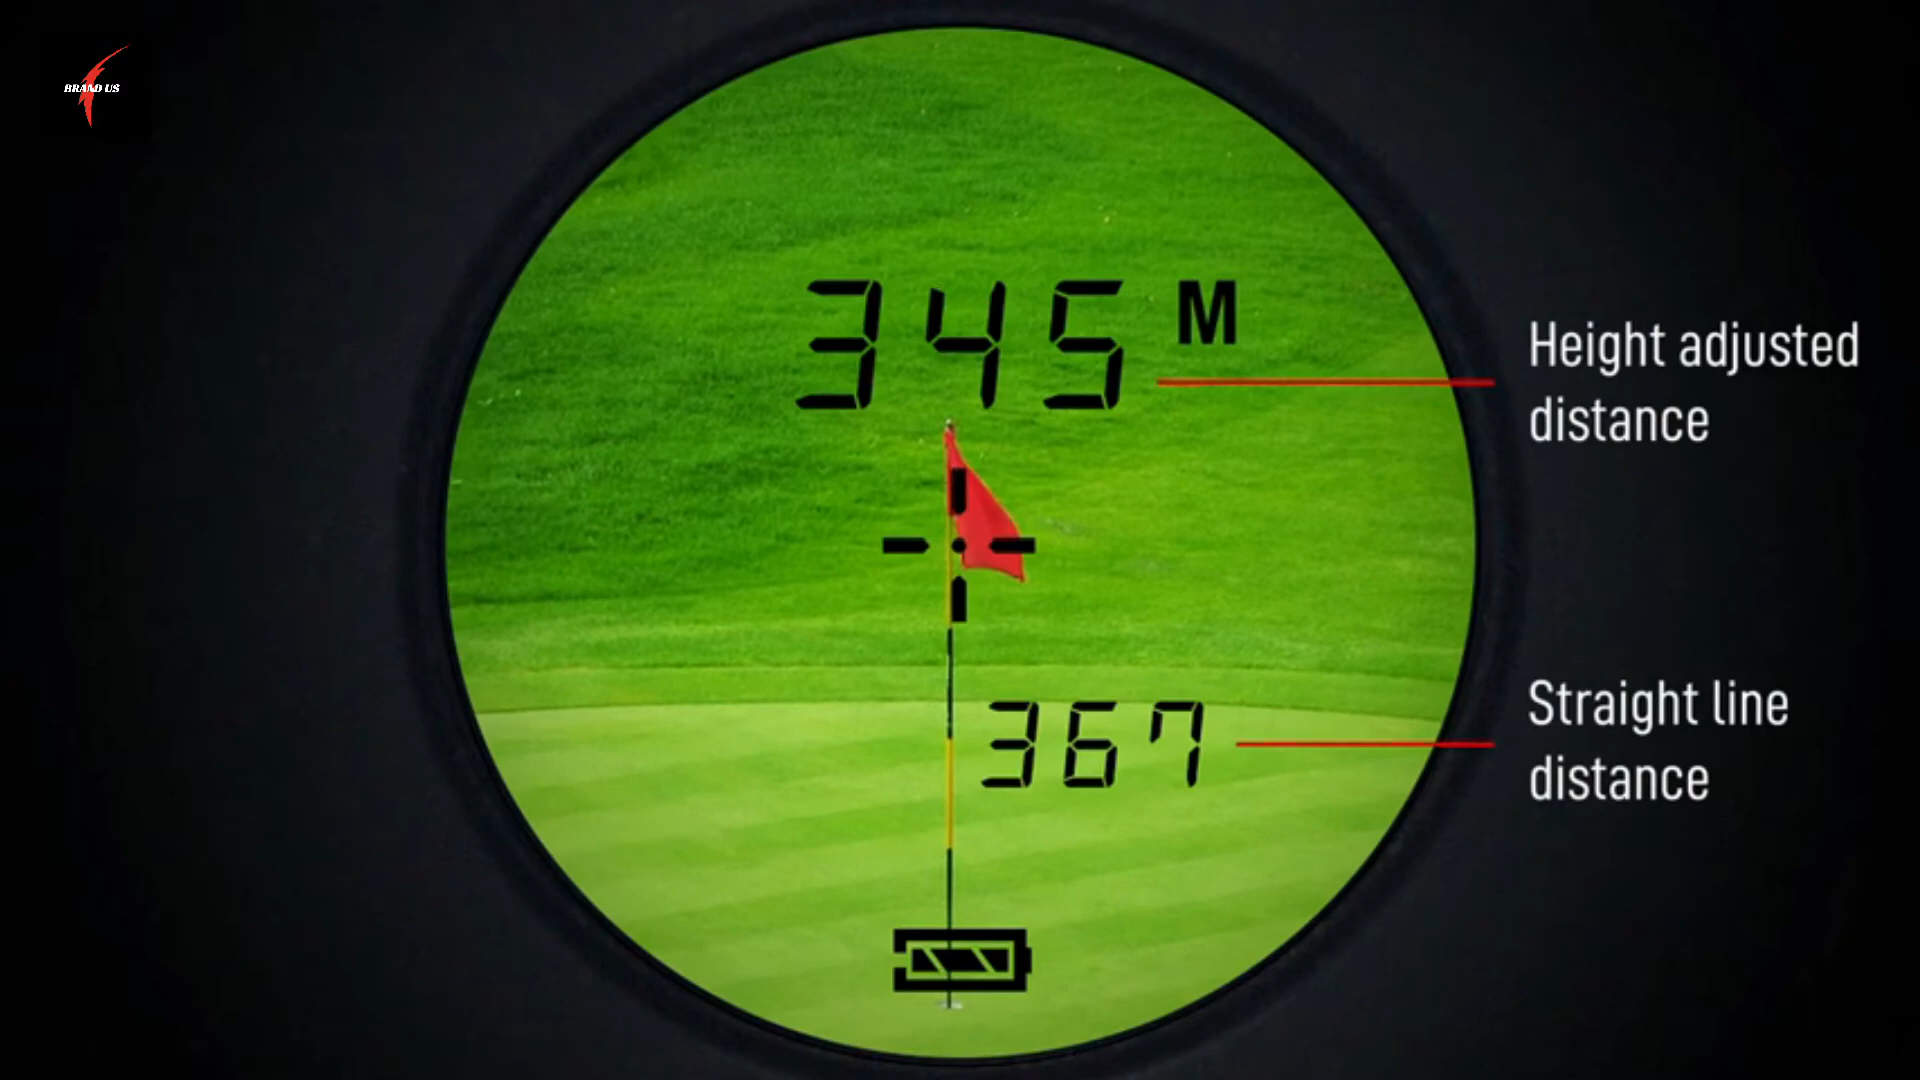 BRAND US
345 M
Height adjusted
distance
Straight line
distance
367